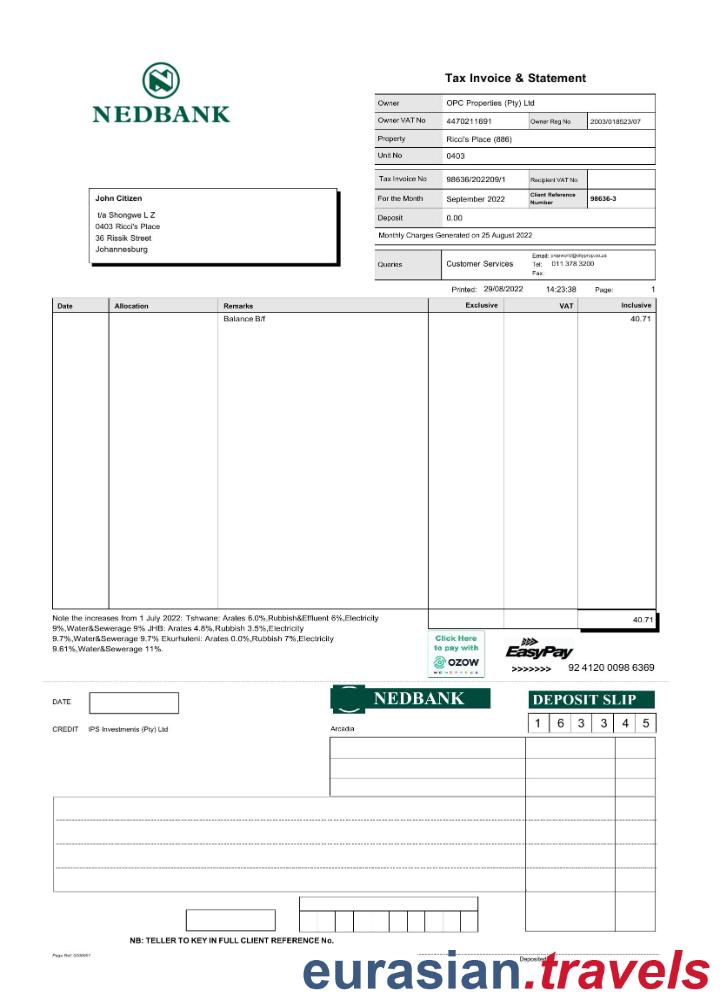 NEDBANK
Tax Invoice & Statement
Owner OPC Properties (Pty) Ltd
Owner VAT No 4470211691 Owner Reg No 2003/018523/07
Property Ricci's Place (886)
Unit No 0403
Tax Invoice No 98636/202209/1 Recipient VAT No
For the Month September 2022 Client Reference Number 98636-3
Deposit 0.00
Monthly Charges Generated on 25 August 2022
Queries Customer Services Email:
Tel: 011 378 3200
Fax:
John Citizen
t/a Shongwe L Z
0403 Ricci's Place
36 Rissik Street
Johannesburg
Printed: 29/08/2022 14:23:38 Page: 1
Date Allocation Remarks Exclusive VAT Inclusive
Balance B/f 40.71
40.71
Note the increases from 1 July 2022: Tshwane: Arates 6.0%,Rubbish&Effluent 6%,Electricity
9%,Water&Sewerage 9% JHB: Arates 4.8%,Rubbish 3.5%,Electricity
9.7%,Water&Sewerage 9.7% Ekurhuleni: Arates 0.0%,Rubbish 7%,Electricity
9.61%,Water&Sewerage 11%.
Click Here
to pay with
OZOW
EasyPay
>>>>>>> 92 4120 0098 6369
DATE
NEDBANK
DEPOSIT SLIP
1 6 3 3 4 5
CREDIT IPS Investments (Pty) Ltd
Arcadia
NB: TELLER TO KEY IN FULL CLIENT REFERENCE No.
Page Ref:
Deposited
eurasian.travels